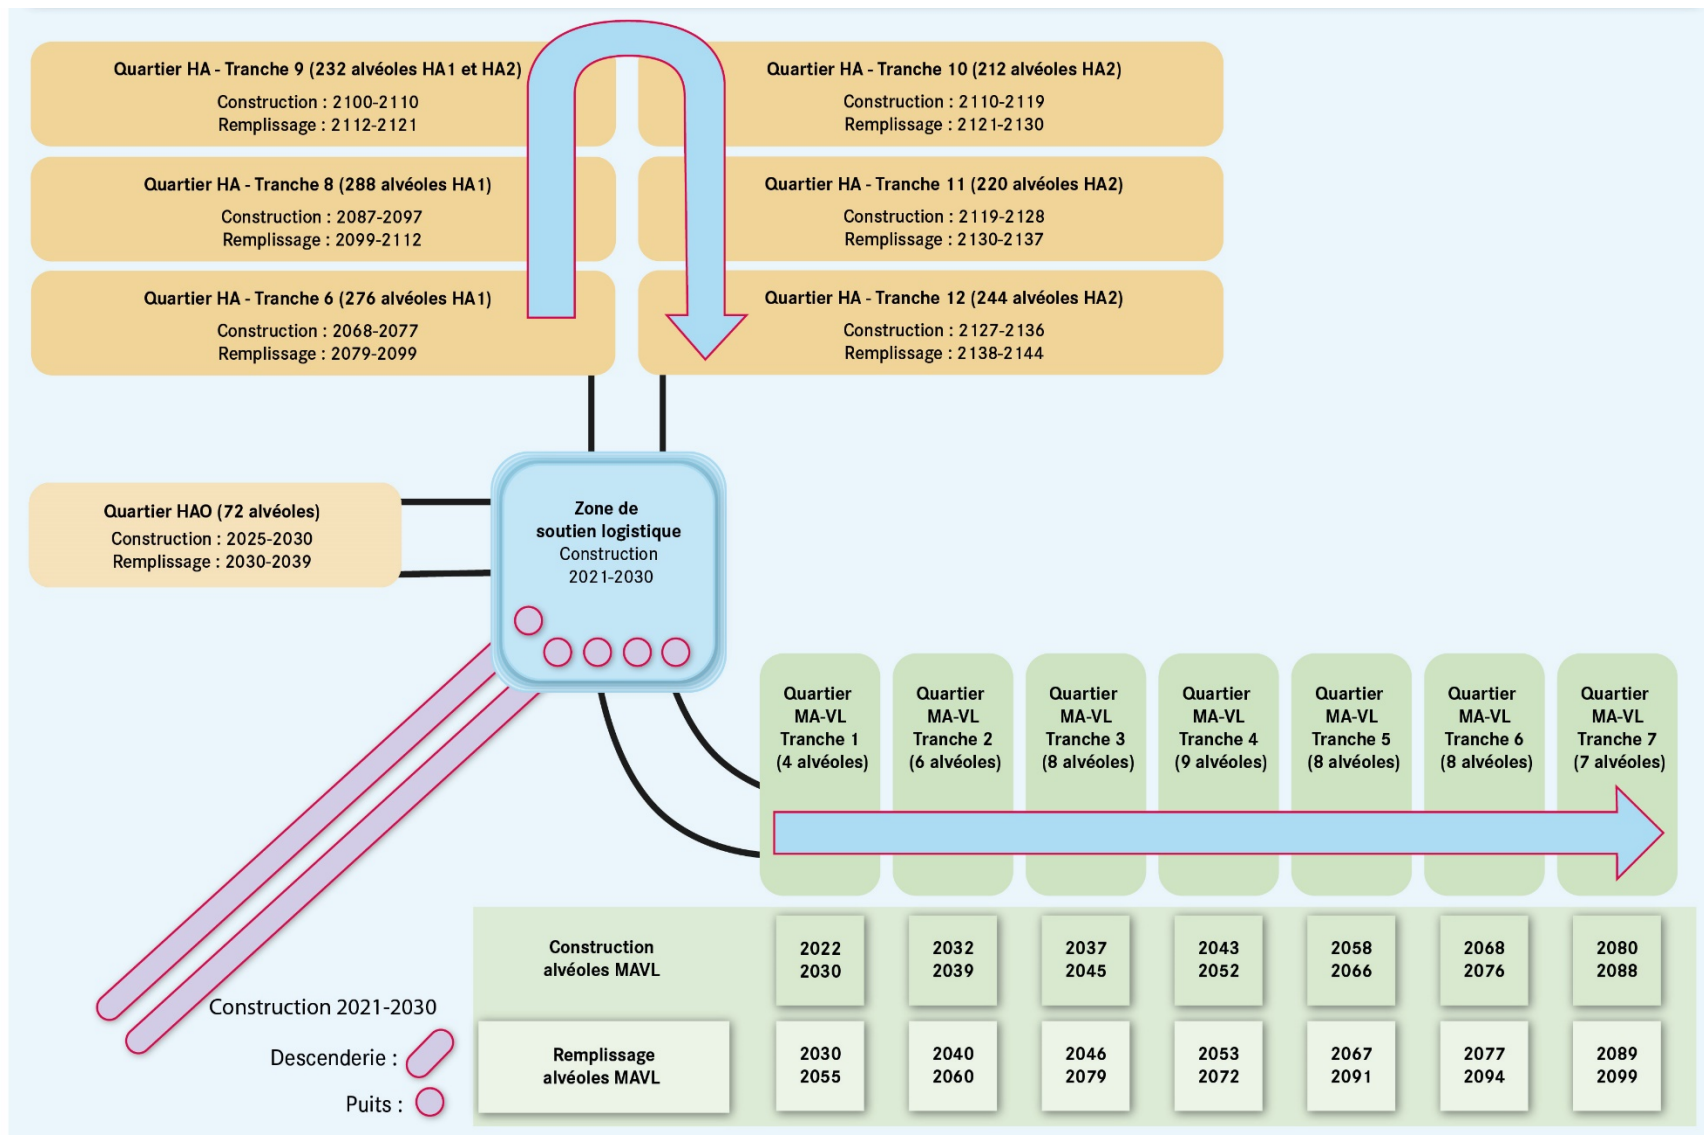 Quartier HA - Tranche 9 (232 alvéoles HA1 et HA2)
Construction : 2100-2110
Remplissage : 2112-2121
Quartier HA - Tranche 10 (212 alvéoles HA2)
Construction : 2110-2119
Remplissage : 2121-2130
Quartier HA - Tranche 8 (288 alvéoles HA1)
Construction : 2087-2097
Remplissage : 2099-2112
Quartier HA - Tranche 11 (220 alvéoles HA2)
Construction : 2119-2128
Remplissage : 2130-2137
Quartier HA - Tranche 6 (276 alvéoles HA1)
Construction : 2068-2077
Remplissage : 2079-2099
Quartier HA - Tranche 12 (244 alvéoles HA2)
Construction : 2127-2136
Remplissage : 2138-2144
Quartier HAO (72 alvéoles)
Construction : 2025-2030
Remplissage : 2030-2039
Zone de
soutien logistique
Construction
2021-2030
Quartier
MA-VL
Tranche 1
(4 alvéoles)
Quartier
MA-VL
Tranche 2
(6 alvéoles)
Quartier
MA-VL
Tranche 3
(8 alvéoles)
Quartier
MA-VL
Tranche 4
(9 alvéoles)
Quartier
MA-VL
Tranche 5
(8 alvéoles)
Quartier
MA-VL
Tranche 6
(8 alvéoles)
Quartier
MA-VL
Tranche 7
(7 alvéoles)
Construction
alvéoles MAVL
2022
2030
2032
2039
2037
2045
2043
2052
2058
2066
2068
2076
2080
2088
Remplissage
alvéoles MAVL
2030
2055
2040
2060
2046
2079
2053
2072
2067
2091
2077
2094
2089
2099
Construction 2021-2030
Descenderie :
Puits :